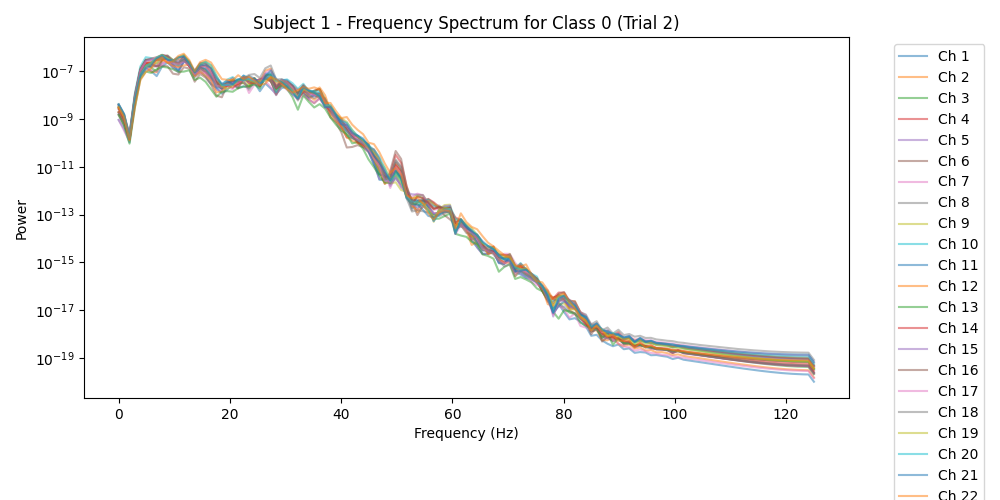 Subject 1 - Frequency Spectrum for Class 0 (Trial 2)
Power
10⁻⁷
10⁻⁹
10⁻¹¹
10⁻¹³
10⁻¹⁵
10⁻¹⁷
10⁻¹⁹
0 20 40 60 80 100 120
Frequency (Hz)
Ch 1
Ch 2
Ch 3
Ch 4
Ch 5
Ch 6
Ch 7
Ch 8
Ch 9
Ch 10
Ch 11
Ch 12
Ch 13
Ch 14
Ch 15
Ch 16
Ch 17
Ch 18
Ch 19
Ch 20
Ch 21
Ch 22